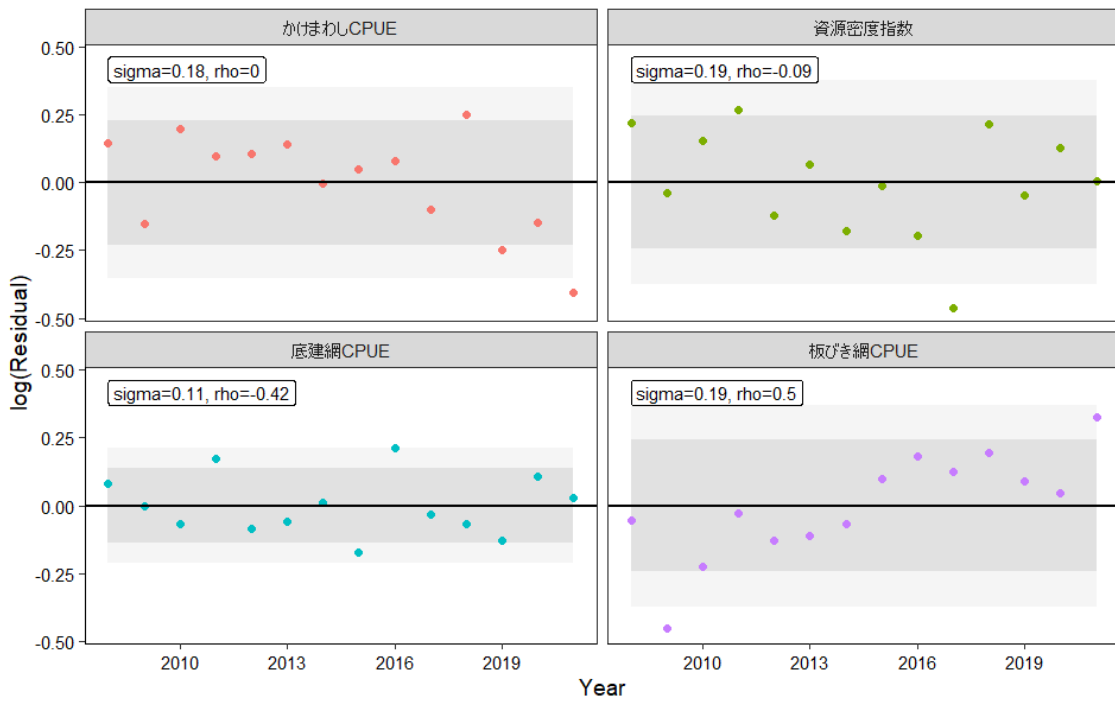 かけまわしCPUE
資源密度指数
0.50
0.25
0.00
-0.25
-0.50
sigma=0.18, rho=0
sigma=0.19, rho=-0.09
log(Residual)
底建網CPUE
板びき網CPUE
0.50
0.25
0.00
-0.25
-0.50
sigma=0.11, rho=-0.42
sigma=0.19, rho=0.5
2010
2013
2016
2019
2010
2013
2016
2019
Year